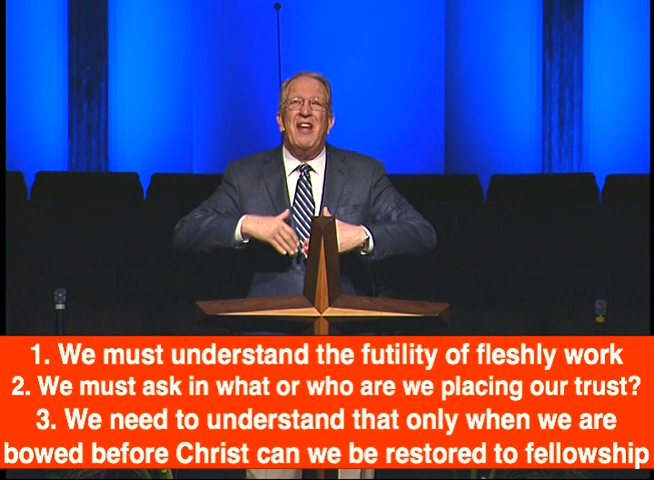 1. We must understand the futility of fleshly work
2. We must ask in what or who are we placing our trust?
3. We need to understand that only when we are
bowed before Christ can we be restored to fellowship